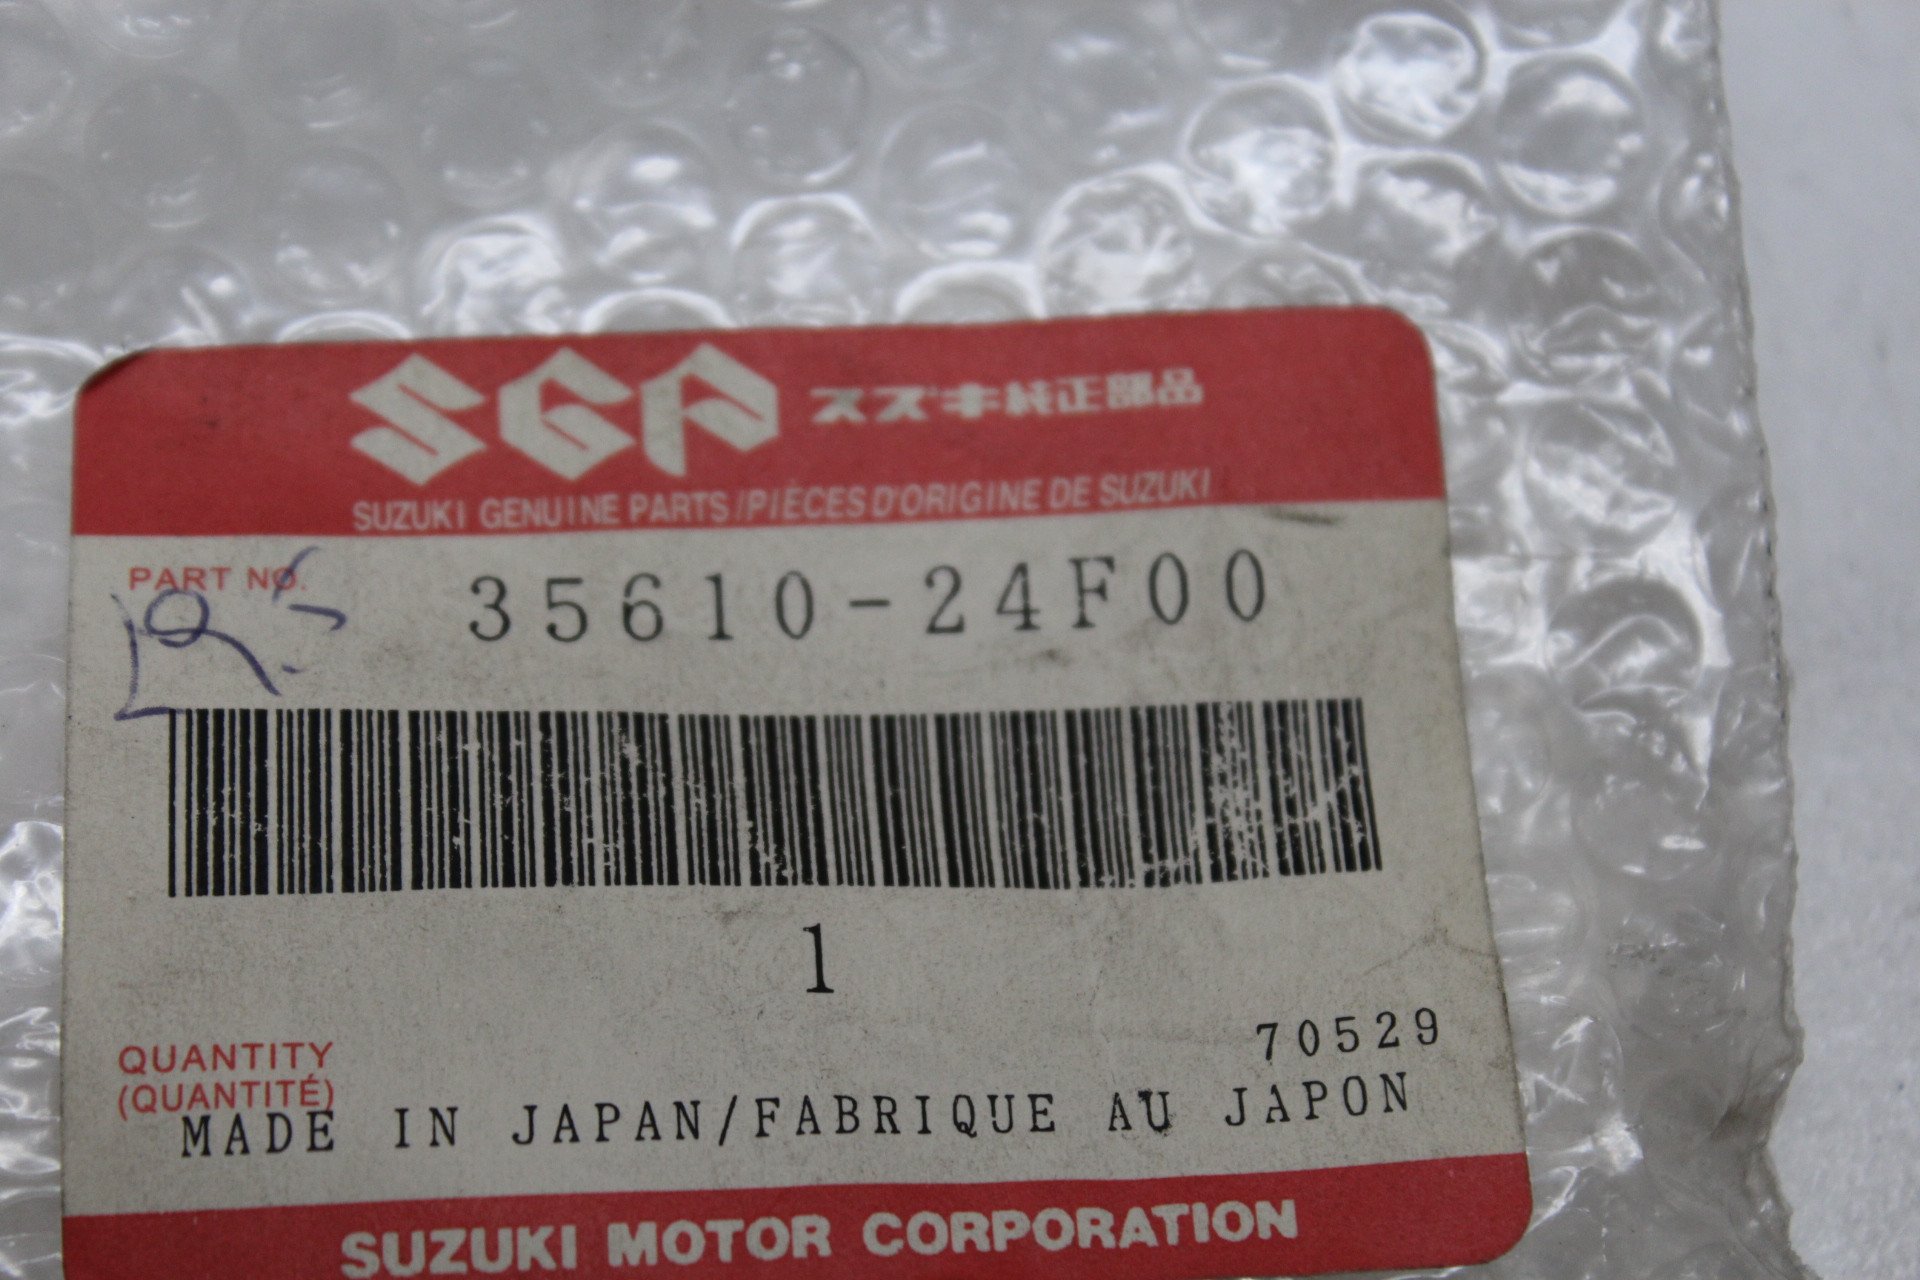 SGP スズキ純正部品
SUZUKI GENUINE PARTS/PIÈCES D'ORIGINE DE SUZUKI
PART NO. 35610-24F00
1
70529
QUANTITY
(QUANTITÉ)
MADE IN JAPAN/FABRIQUE AU JAPON
SUZUKI MOTOR CORPORATION